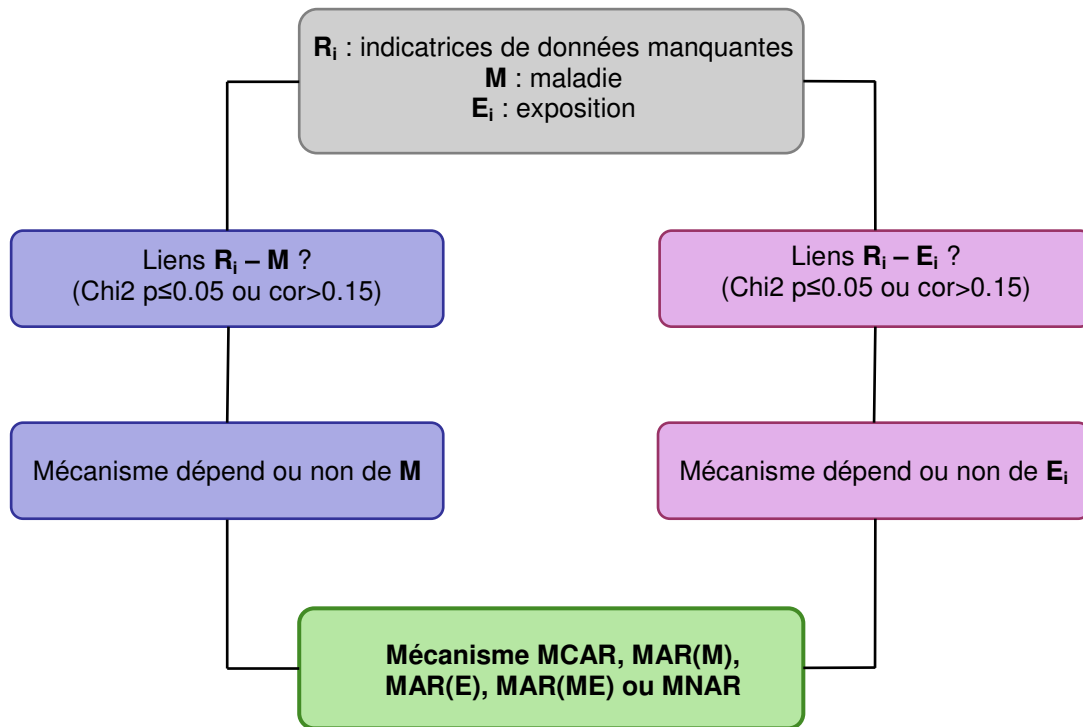 Ri : indicatrices de données manquantes
M : maladie
Ei : exposition
Liens Ri – M ?
(Chi2 p≤0.05 ou cor>0.15)
Liens Ri – Ei ?
(Chi2 p≤0.05 ou cor>0.15)
Mécanisme dépend ou non de M
Mécanisme dépend ou non de Ei
Mécanisme MCAR, MAR(M),
MAR(E), MAR(ME) ou MNAR